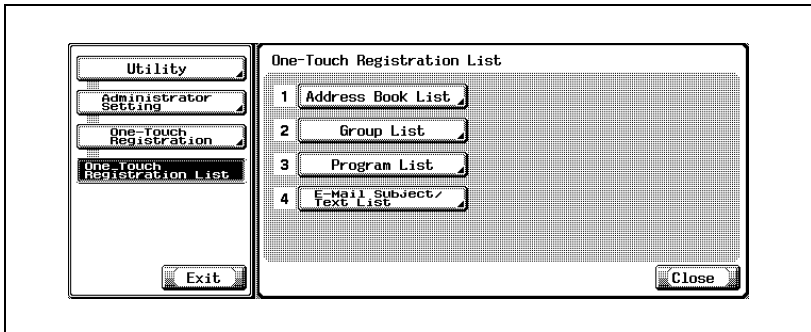 Utility
Administrator
Setting
One-Touch
Registration
One-Touch
Registration List
Exit
One-Touch Registration List
1 Address Book List
2 Group List
3 Program List
4 E-Mail Subject/
Text List
Close